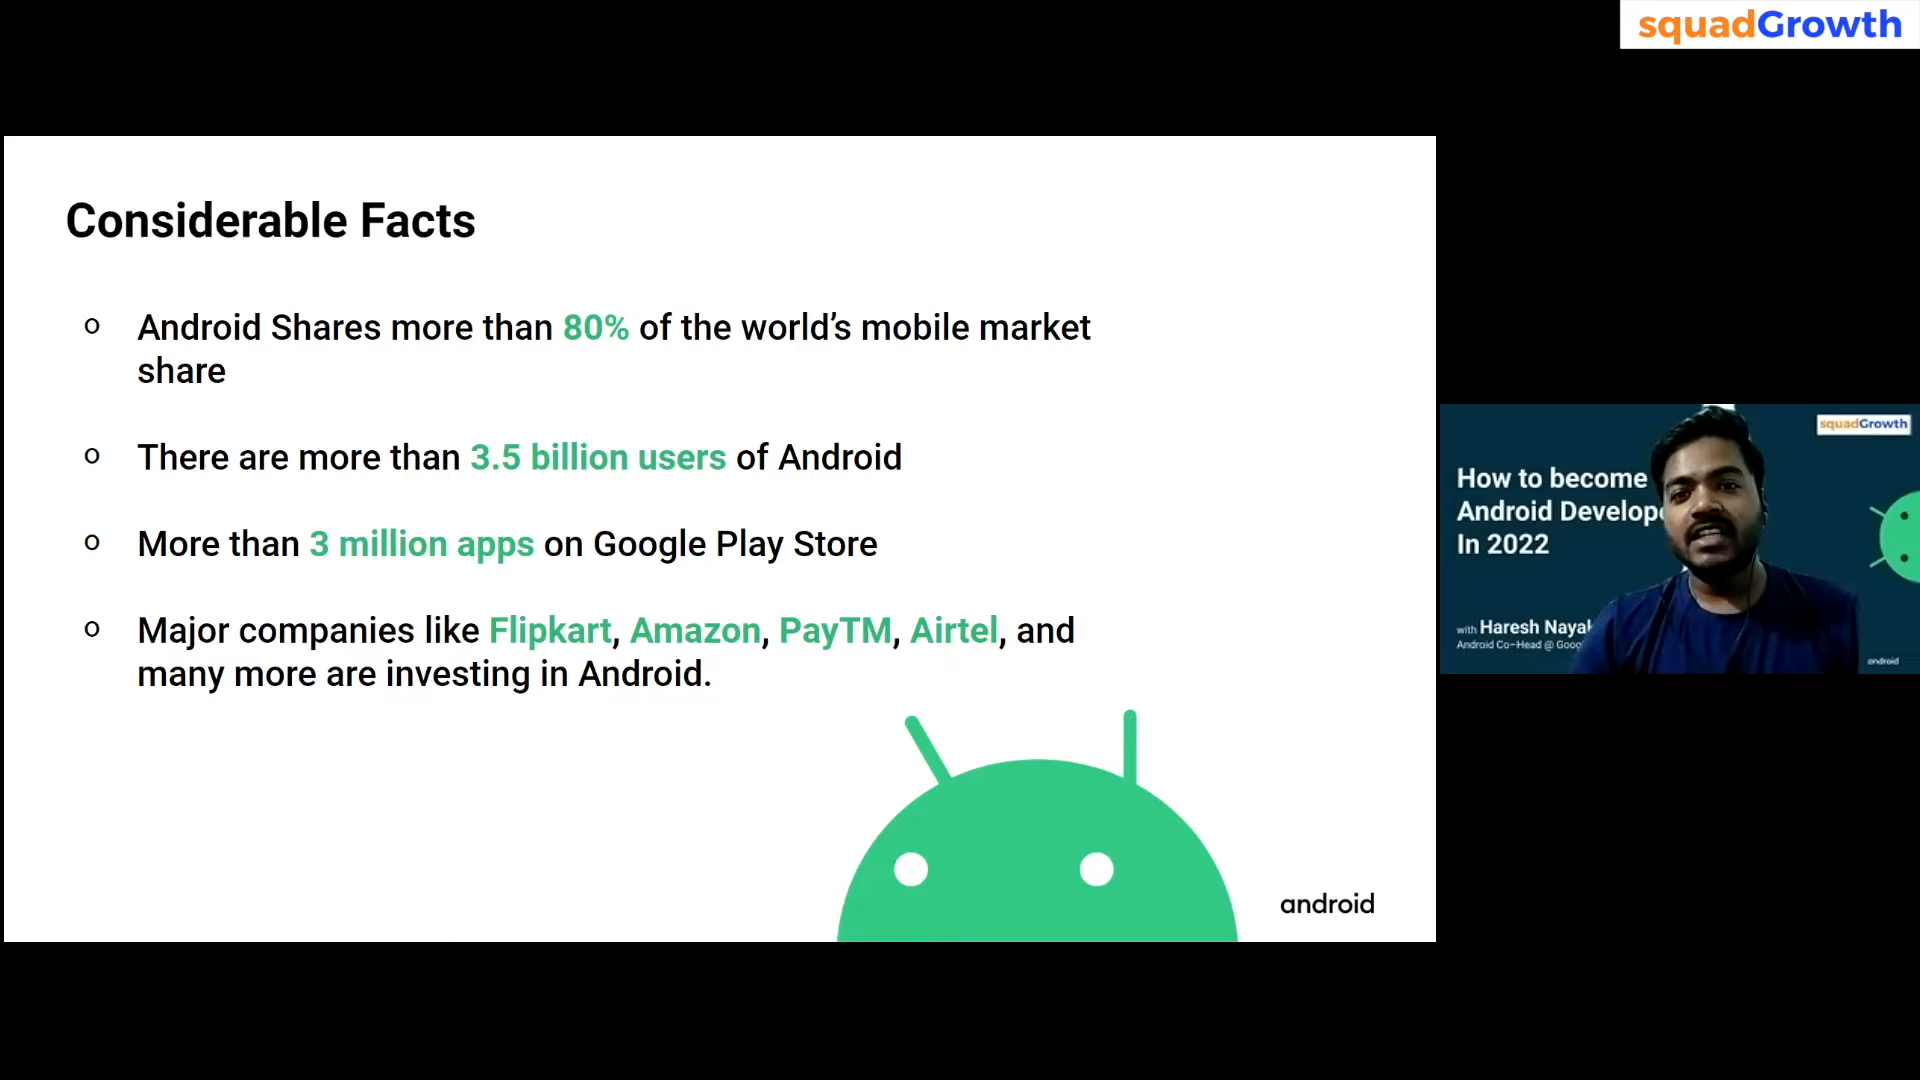 squadGrowth
Considerable Facts
o Android Shares more than 80% of the world’s mobile market
share
o There are more than 3.5 billion users of Android
o More than 3 million apps on Google Play Store
o Major companies like Flipkart, Amazon, PayTM, Airtel, and
many more are investing in Android.
android
squadGrowth
How to become
Android Develop
In 2022
with Haresh Naya
Android Co-Head @ Goog
android